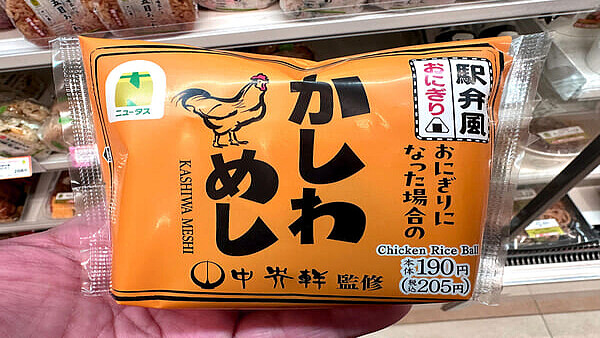 ニューデイズ
駅弁風
おにぎり
おにぎりに
なった場合の
かしわ
めし
KASHIWA MESHI
中央軒 監修
Chicken Rice Ball
本体190円
(税込205円)